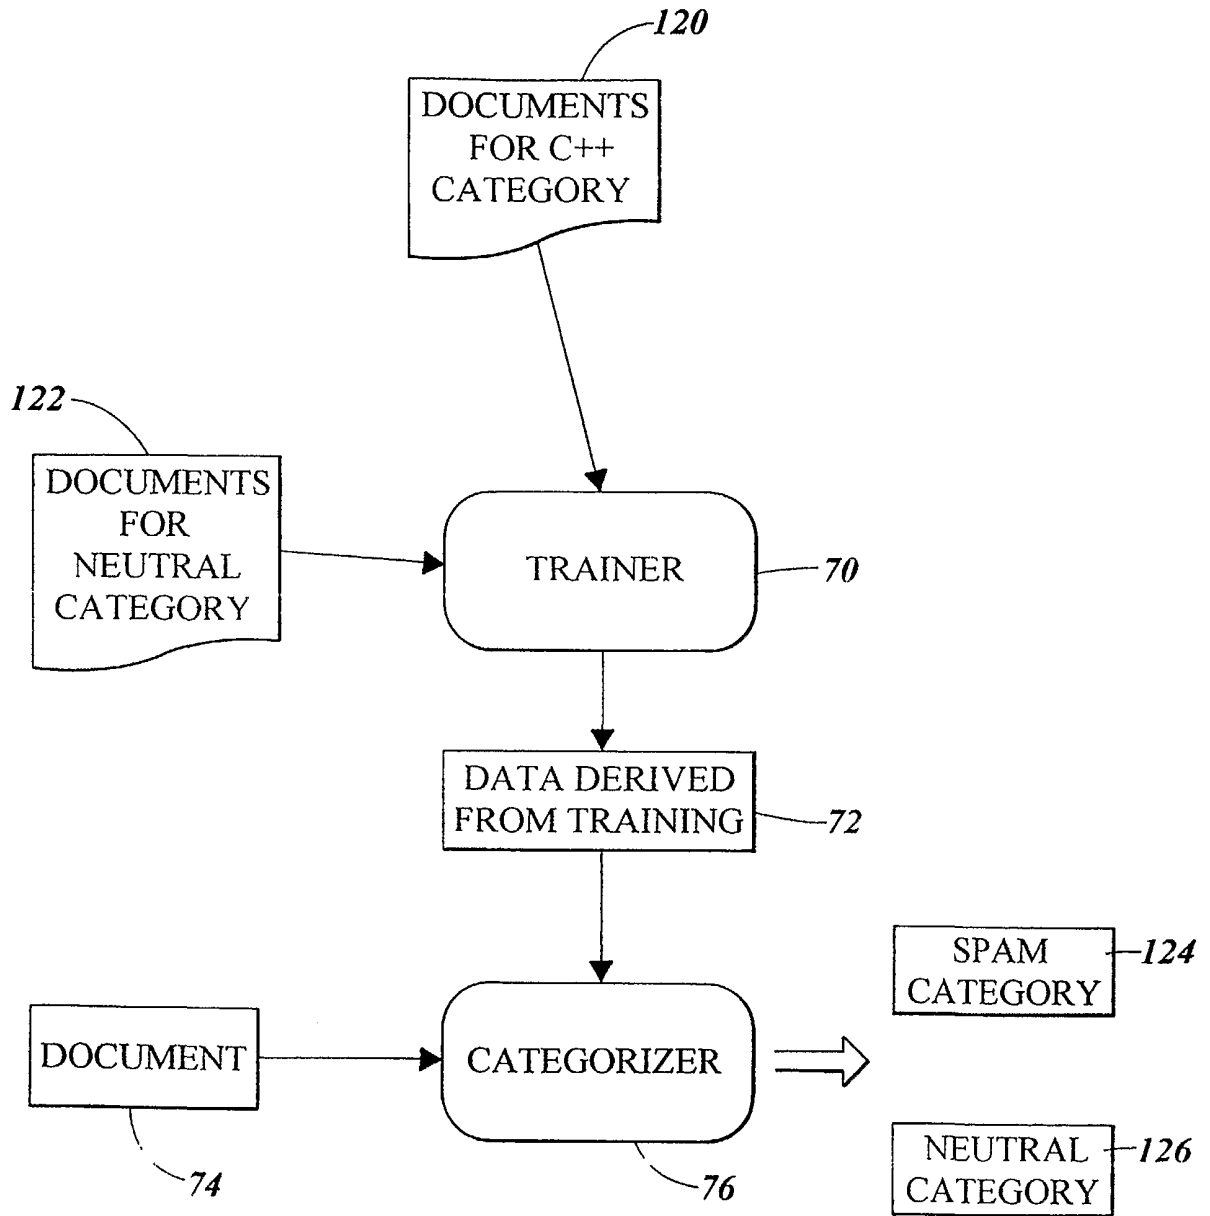 120
DOCUMENTS
FOR C++
CATEGORY
122
DOCUMENTS
FOR
NEUTRAL
CATEGORY
TRAINER
70
DATA DERIVED
FROM TRAINING
72
SPAM
CATEGORY
124
DOCUMENT
74
CATEGORIZER
76
NEUTRAL
CATEGORY
126